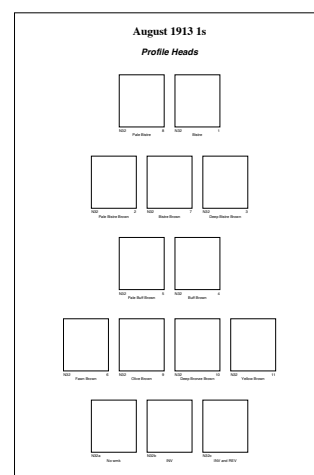 August 1913 1s
Profile Heads
N32 8 N32 1
Pale Bistre Bistre
N32 2 N32 7 N32 3
Pale Bistre Brown Bistre Brown Deep Bistre Brown
N32 5 N32 4
Pale Buff Brown Buff Brown
N32 8 N32 9 N32 10 N32 11
Fawn Brown Olive Brown Deep Bronze Brown Yellow Brown
N32a N32b N32c
No wmk INV INV and REV